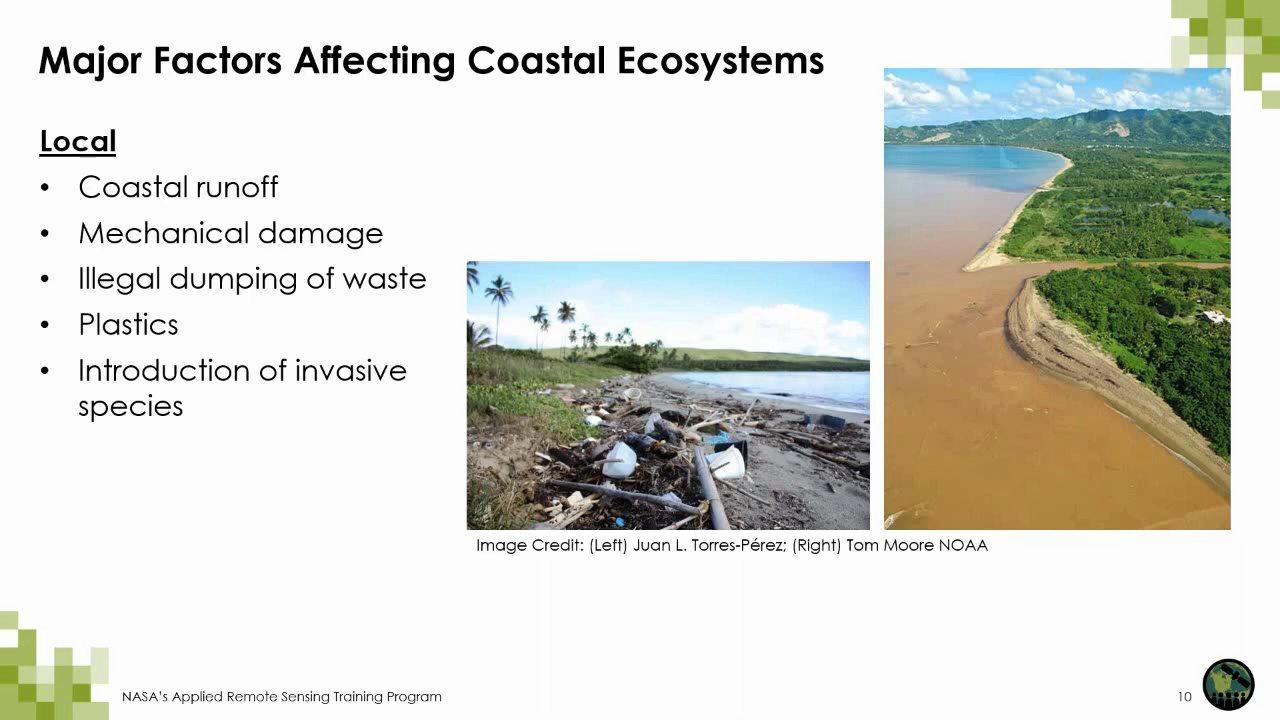 Major Factors Affecting Coastal Ecosystems
Local
• Coastal runoff
• Mechanical damage
• Illegal dumping of waste
• Plastics
• Introduction of invasive
species
Image Credit: (Left) Juan L. Torres-Pérez; (Right) Tom Moore NOAA
NASA's Applied Remote Sensing Training Program
10